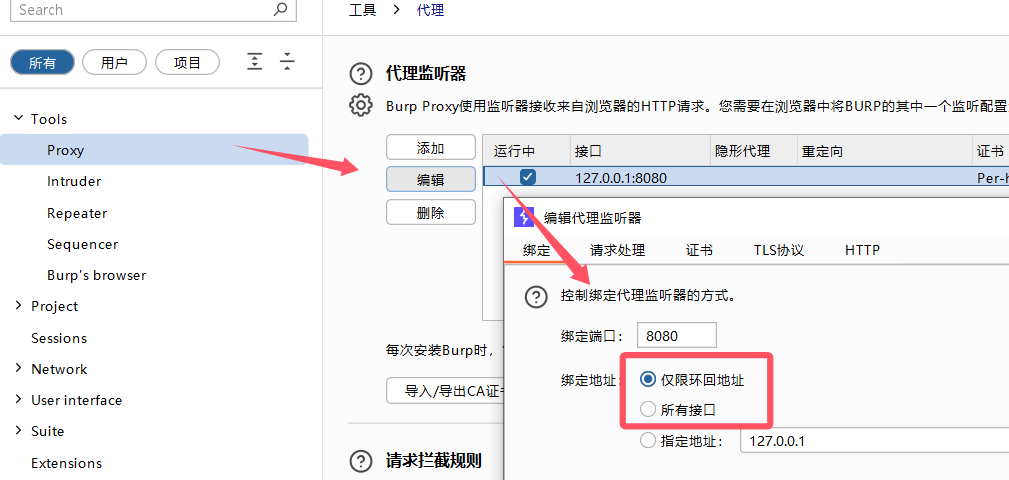 Search
工具 > 代理
所有 用户 项目
Tools
Proxy
Intruder
Repeater
Sequencer
Burp's browser
Project
Sessions
Network
User interface
Suite
Extensions
代理监听器
Burp Proxy使用监听器接收来自浏览器的HTTP请求。您需要在浏览器中将BURP的其中一个监听配置
添加
编辑
删除
运行中 接口 隐形代理 重定向 证书
127.0.0.1:8080 Per-h
编辑代理监听器
绑定 请求处理 证书 TLS协议 HTTP
控制绑定代理监听器的方式。
绑定端口: 8080
绑定地址: 仅限环回地址
所有接口
指定地址: 127.0.0.1
每次安装Burp时,
导入/导出CA证书
请求拦截规则